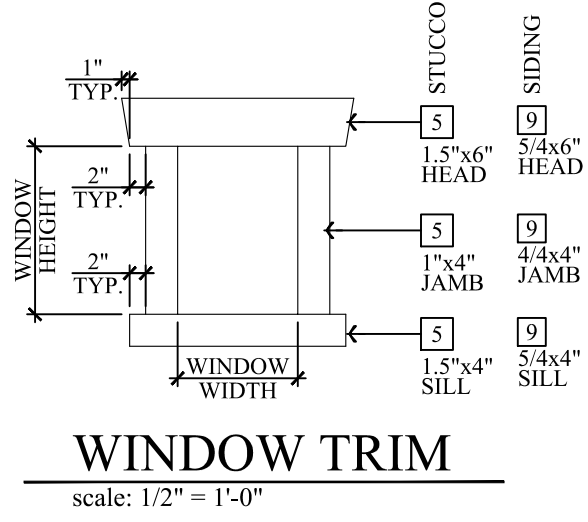 STUCCO
SIDING
1"
TYP.
5
1.5"x6"
HEAD
9
5/4x6"
HEAD
WINDOW
HEIGHT
2"
TYP.
5
1"x4"
JAMB
9
4/4x4"
JAMB
2"
TYP.
WINDOW
WIDTH
5
1.5"x4"
SILL
9
5/4x4"
SILL
WINDOW TRIM
scale: 1/2" = 1'-0"